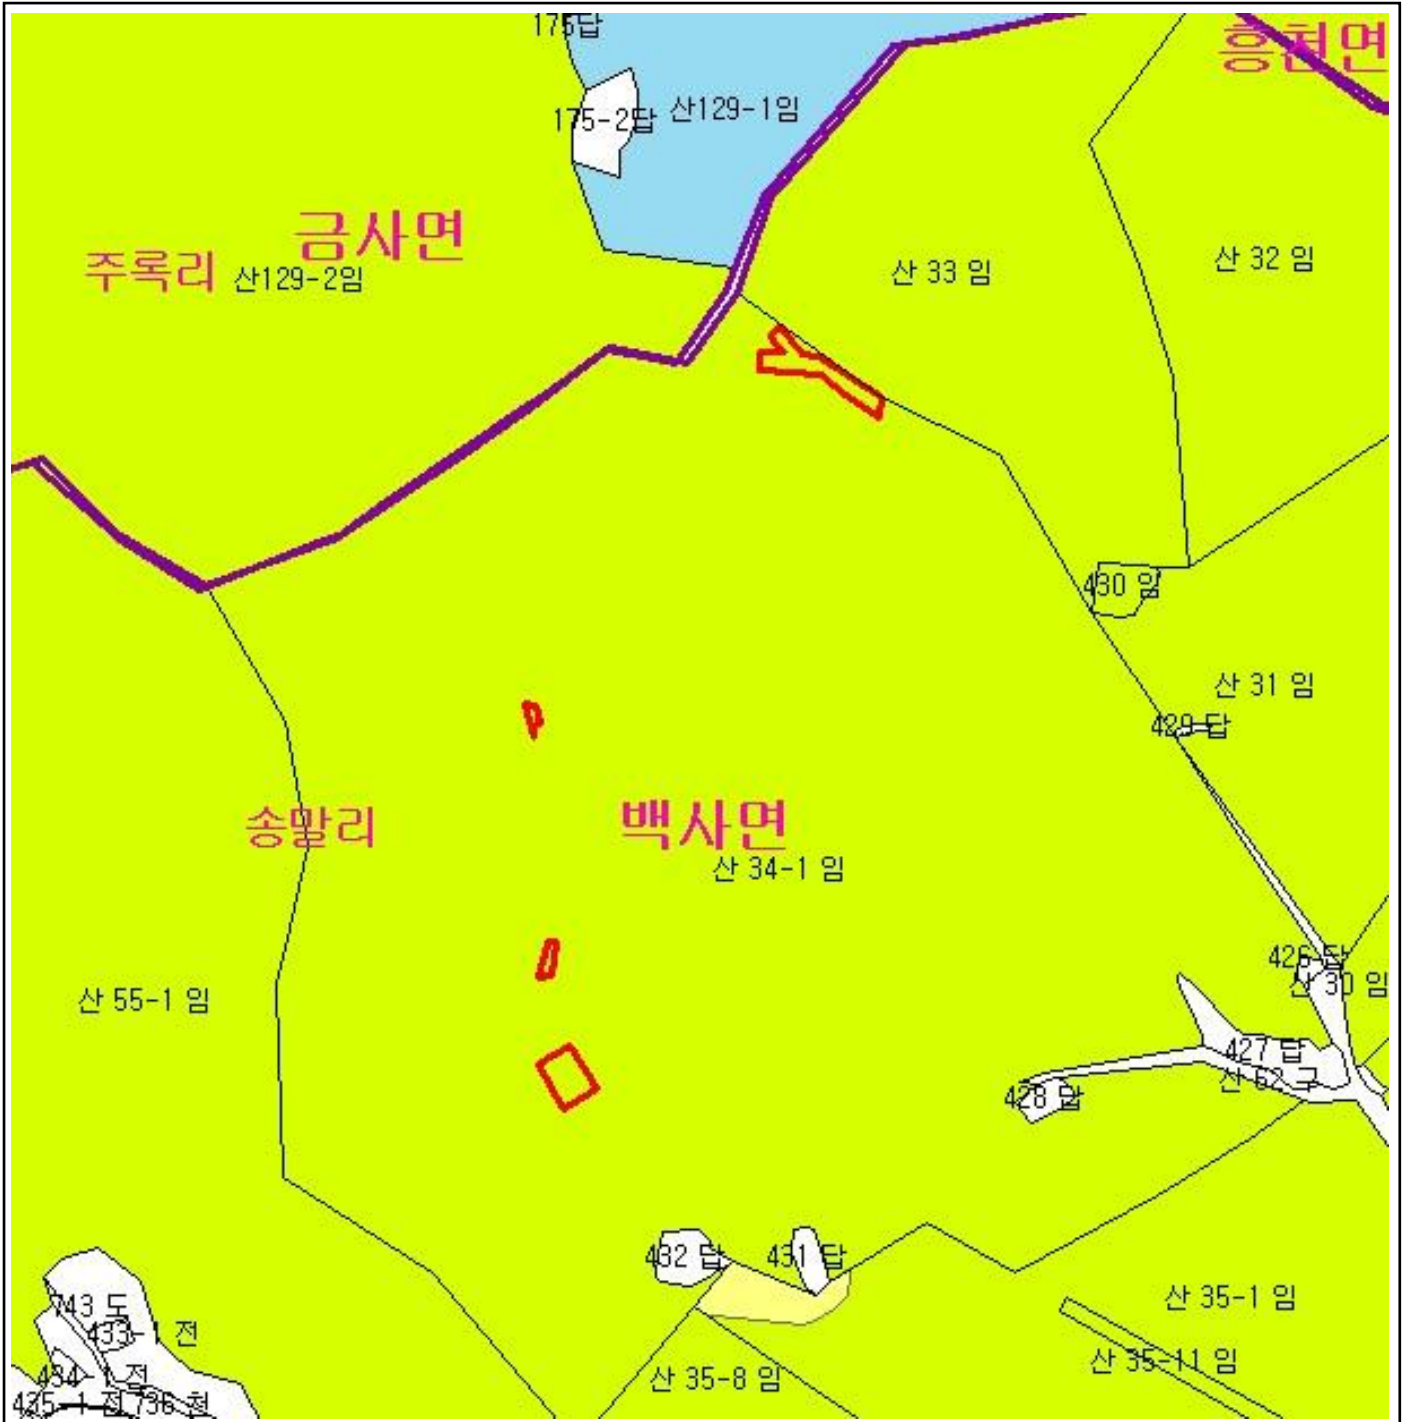 175답
흥천면
175-2답
산129-1임
금사면
주록리
산129-2임
산 33 임
산 32 임
430 임
산 31 임
429 답
송말리
백사면
산 34-1 임
426 답
산 30 임
산 55-1 임
427 답
산 62 구
428 답
432 답
431 답
산 35-1 임
743 도
433-1 전
산 35-11 임
434-1 전
산 35-8 임
435-1 전
736 천